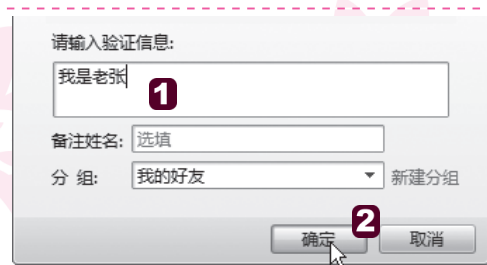 请输入验证信息:
我是老张
1
备注姓名: 选填
分 组: 我的好友 新建分组
2
确定 取消